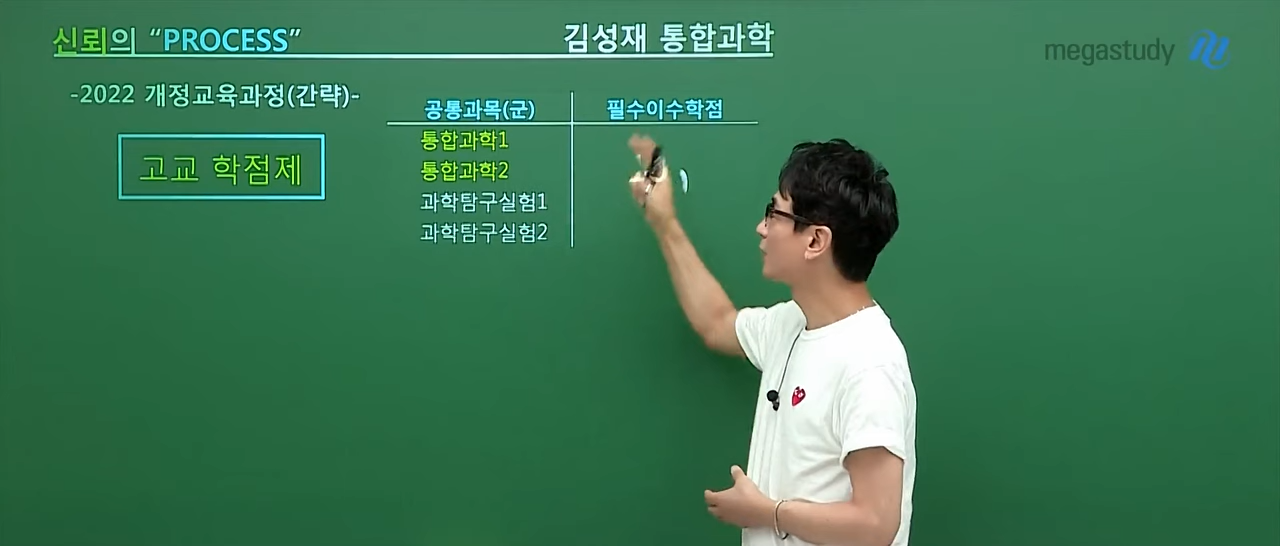 신뢰의 “PROCESS”
김성재 통합과학
megastudy
-2022 개정교육과정(간략)-
고교 학점제
공통과목(군) 필수이수학점
통합과학1
통합과학2
과학탐구실험1
과학탐구실험2